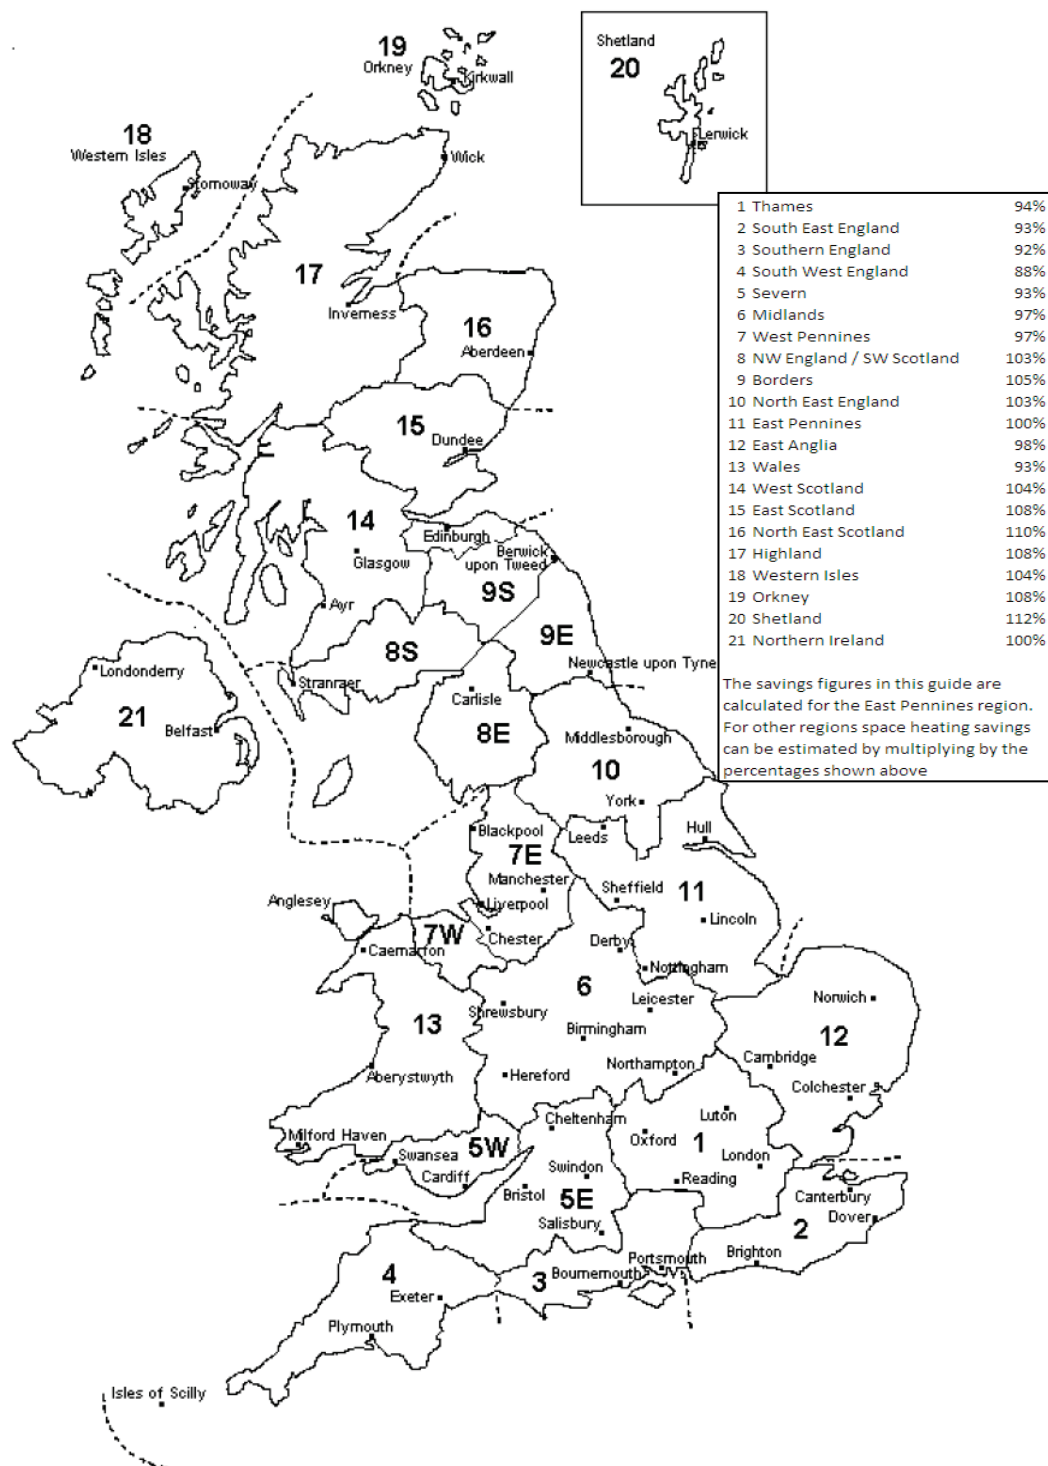 19
Orkney
Kirkwall
Shetland
20
Lerwick
18
Western Isles
Stornoway
Wick
17
Inverness
16
Aberdeen
1 Thames 94%
2 South East England 93%
3 Southern England 92%
4 South West England 88%
5 Severn 93%
6 Midlands 97%
7 West Pennines 97%
8 NW England / SW Scotland 103%
9 Borders 105%
10 North East England 103%
11 East Pennines 100%
12 East Anglia 98%
13 Wales 93%
14 West Scotland 104%
15 East Scotland 108%
16 North East Scotland 110%
17 Highland 108%
18 Western Isles 104%
19 Orkney 108%
20 Shetland 112%
21 Northern Ireland 100%
The savings figures in this guide are
calculated for the East Pennines region.
For other regions space heating savings
can be estimated by multiplying by the
percentages shown above
15
Dundee
14
Glasgow
Edinburgh
Berwick
upon Tweed
9S
Ayr
8S
9E
Newcastle upon Tyne
Stranraer
Londonderry
21
Belfast
Carlisle
8E
Middlesborough
10
York
Leeds
Hull
Blackpool
7E
Manchester
Liverpool
Sheffield
11
Lincoln
Anglesey
Caernarfon
7W
Chester
Derby
Nottingham
6
Leicester
Shrewsbury
Birmingham
Norwich
12
13
Aberystwyth
Hereford
Northampton
Cambridge
Colchester
Milford Haven
Swansea
5W
Cardiff
Cheltenham
Luton
Oxford
1
London
Reading
Swindon
Bristol
5E
Salisbury
Canterbury
Dover
2
Brighton
Portsmouth
Bournemouth
3
4
Exeter
Plymouth
Isles of Scilly